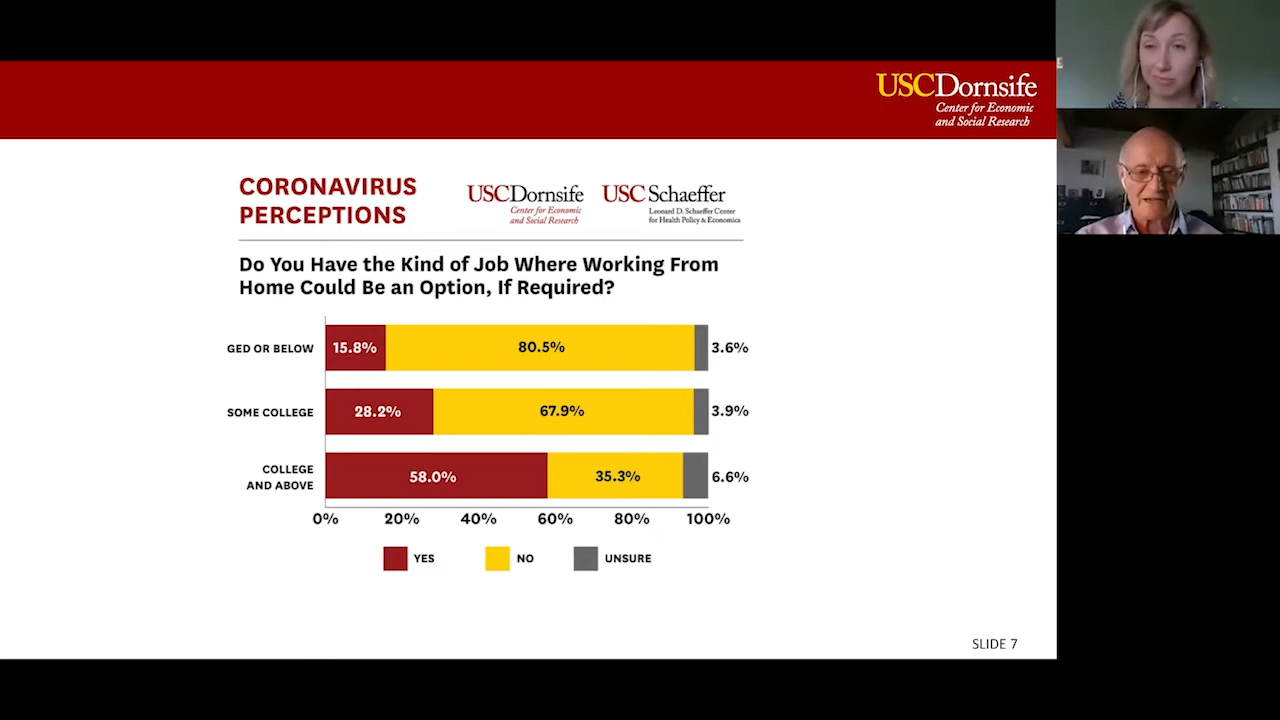 USCDornsife
Center for Economic
and Social Research
CORONAVIRUS
PERCEPTIONS
USCDornsife
Center for Economic
and Social Research
USC Schaeffer
Leonard D. Schaeffer Center
for Health Policy & Economics
Do You Have the Kind of Job Where Working From
Home Could Be an Option, If Required?
GED OR BELOW 15.8% 80.5% 3.6%
SOME COLLEGE 28.2% 67.9% 3.9%
COLLEGE
AND ABOVE
58.0% 35.3% 6.6%
0% 20% 40% 60% 80% 100%
YES NO UNSURE
SLIDE 7